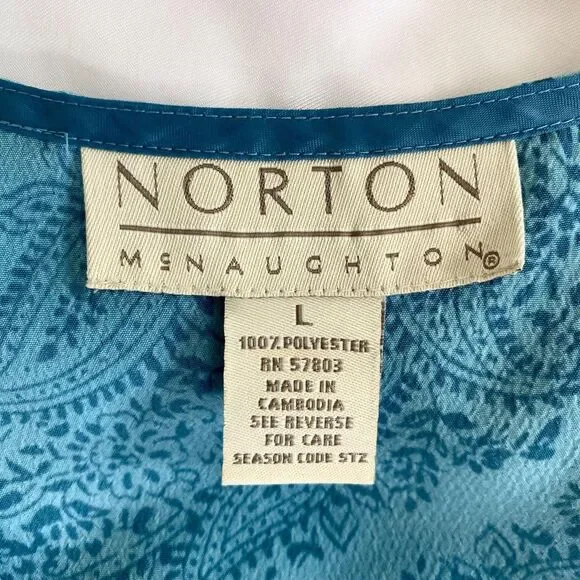 NORTON
McNAUGHTON®
L
100% POLYESTER
RN 57803
MADE IN
CAMBODIA
SEE REVERSE
FOR CARE
SEASON CODE STZ